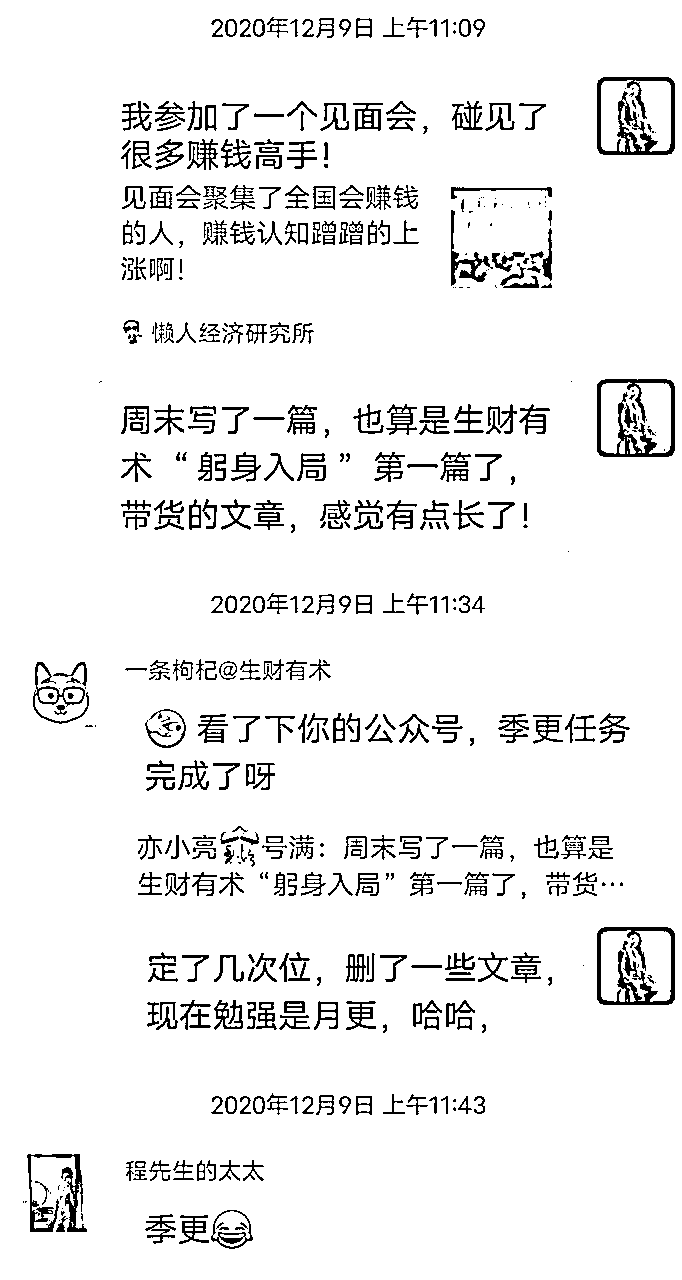 2020年12月9日 上午11:09
我参加了一个见面会，碰见了
很多赚钱高手！
见面会聚集了全国会赚钱
的人，赚钱认知蹭蹭的上
涨啊！
懒人经济研究所
周末写了一篇，也算是生财有
术“躬身入局”第一篇了，
带货的文章，感觉有点长了！
2020年12月9日 上午11:34
一条枸杞@生财有术
看了下你的公众号，季更任务
完成了呀
亦小亮号满：周末写了一篇，也算是
生财有术“躬身入局”第一篇了，带货…
定了几次位，删了一些文章，
现在勉强是月更，哈哈，
2020年12月9日 上午11:43
程先生的太太
季更😂